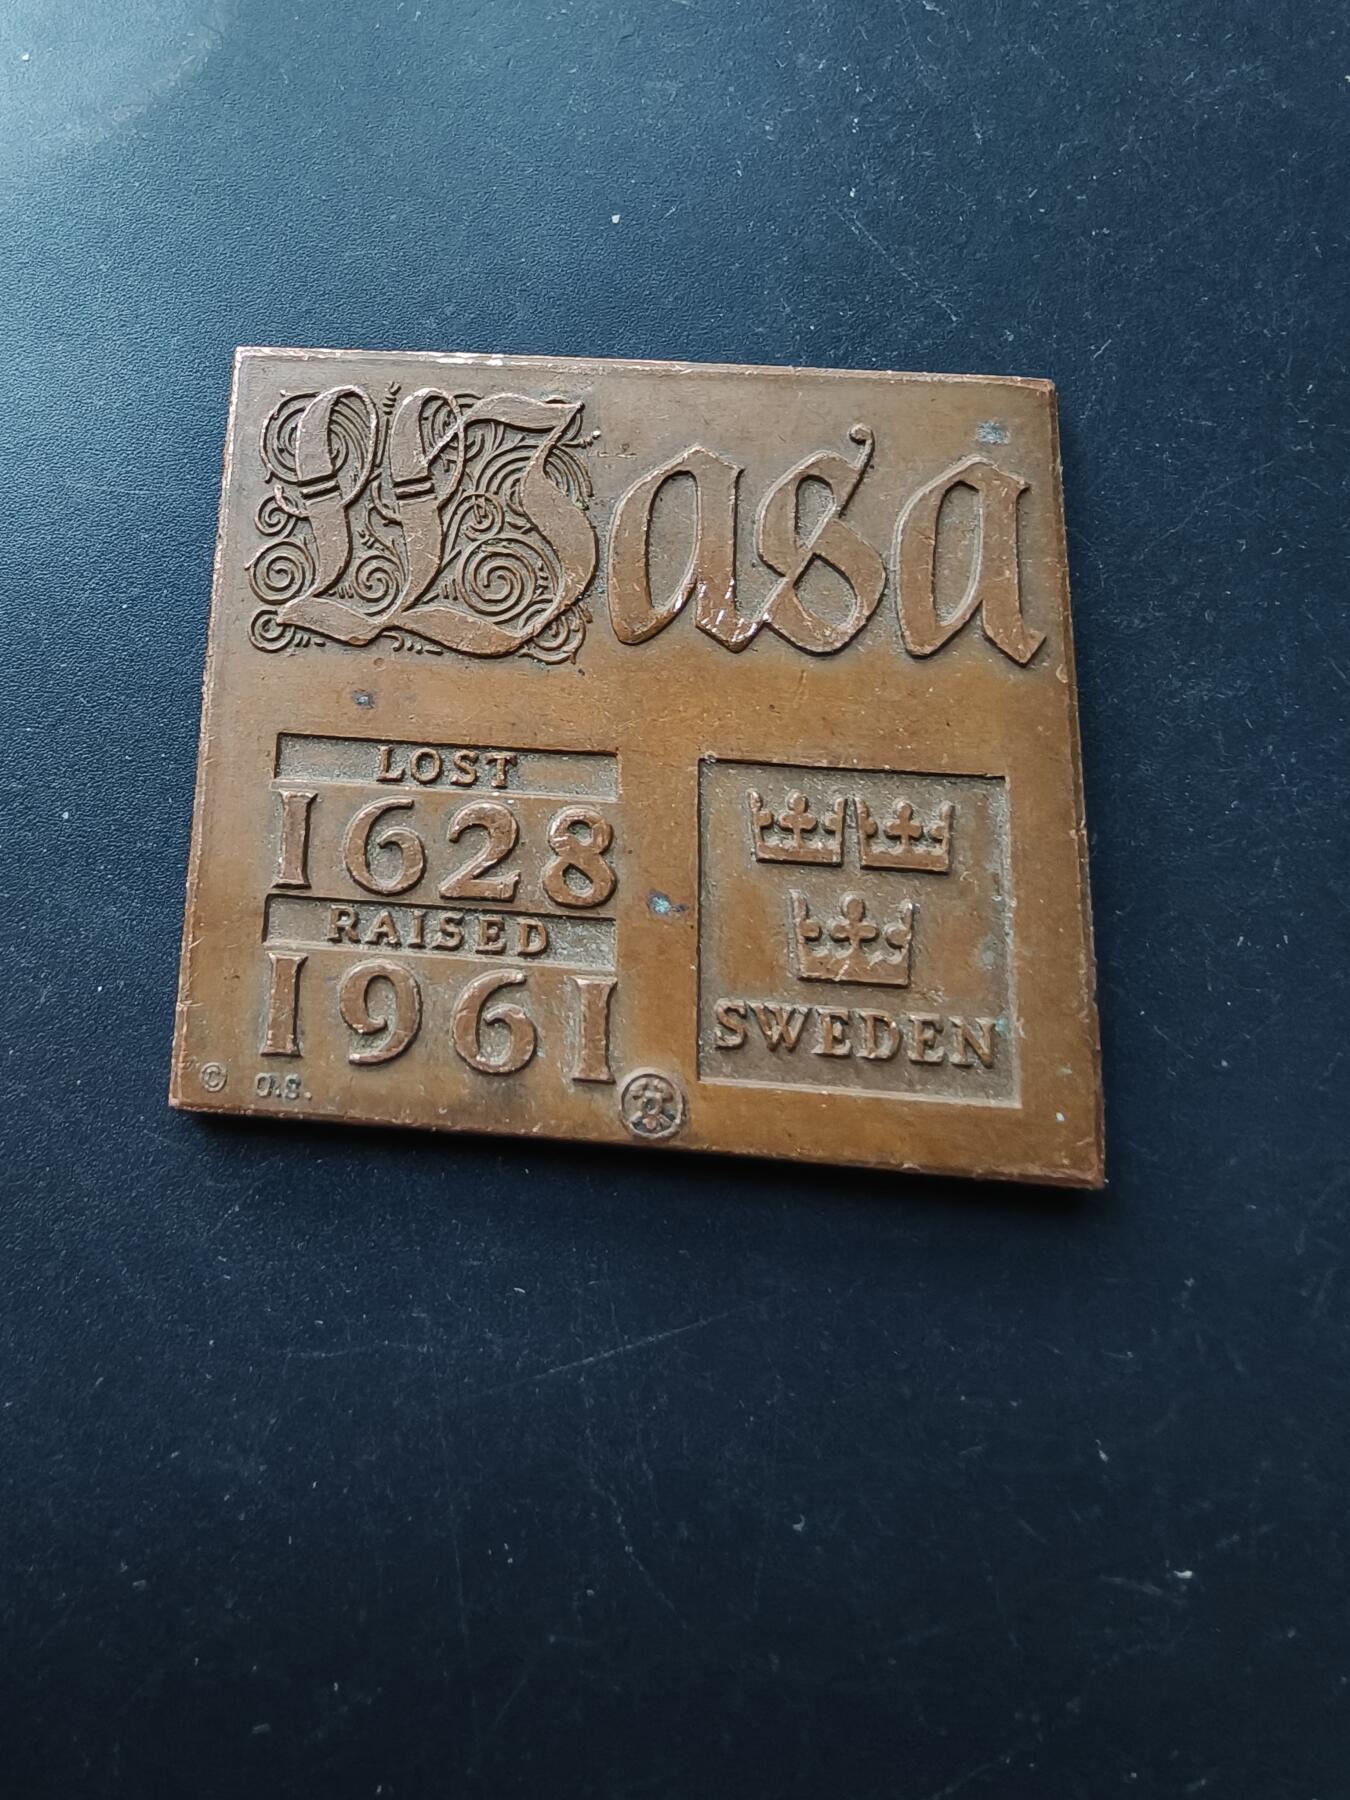 Wasa
LOST
1628
RAISED
1961
SWEDEN
© O.S.